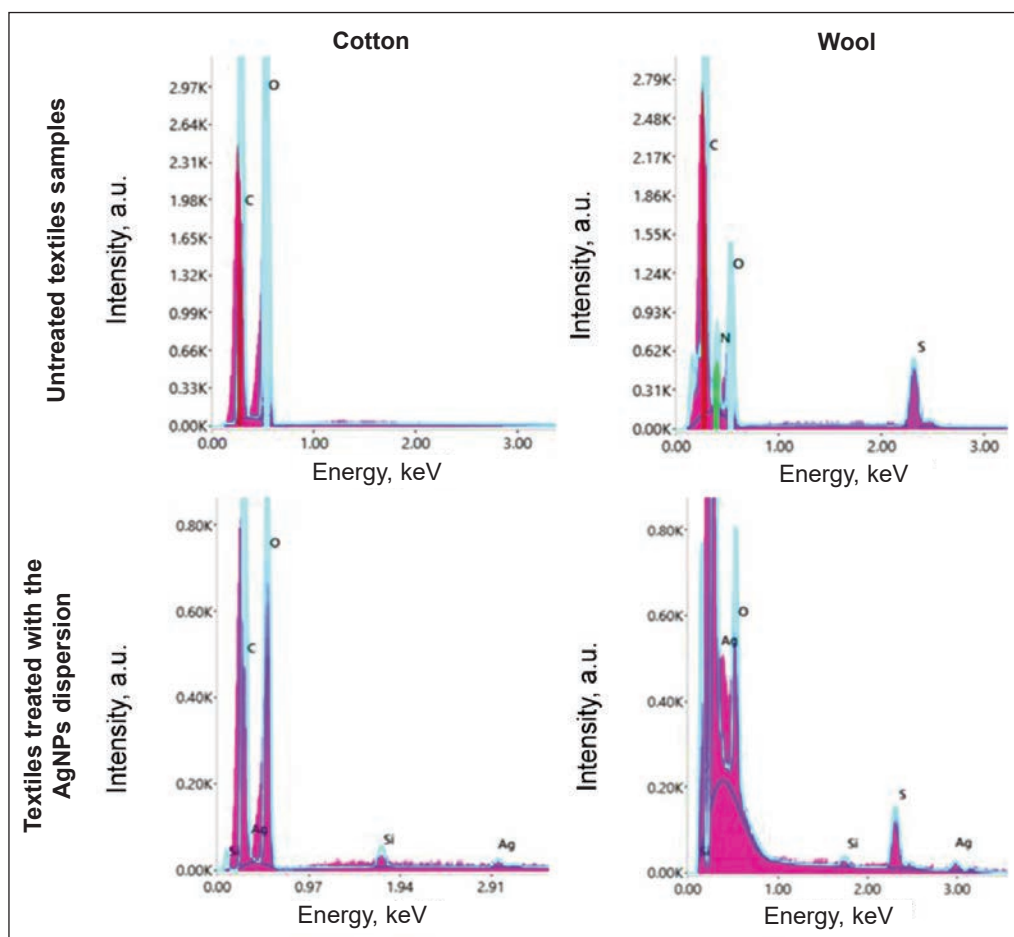 Cotton
Wool
Untreated textiles samples
Intensity, a.u.
2.97K
2.64K
2.31K
1.98K
1.65K
1.32K
0.99K
0.66K
0.33K
0.00K
C
O
0.00
1.00
2.00
3.00
Energy, keV
Intensity, a.u.
2.79K
2.48K
2.17K
1.86K
1.55K
1.24K
0.93K
0.62K
0.31K
0.00K
C
N
O
S
0.00
1.00
2.00
3.00
Energy, keV
Textiles treated with the
AgNPs dispersion
Intensity, a.u.
0.80K
0.60K
0.40K
0.20K
0.00K
Si
C
Ag
O
Si
Ag
0.00
0.97
1.94
2.91
Energy, keV
Intensity, a.u.
0.80K
0.60K
0.40K
0.20K
0.00K
Ag
O
Si
S
Ag
0.00
1.00
2.00
3.00
Energy, keV